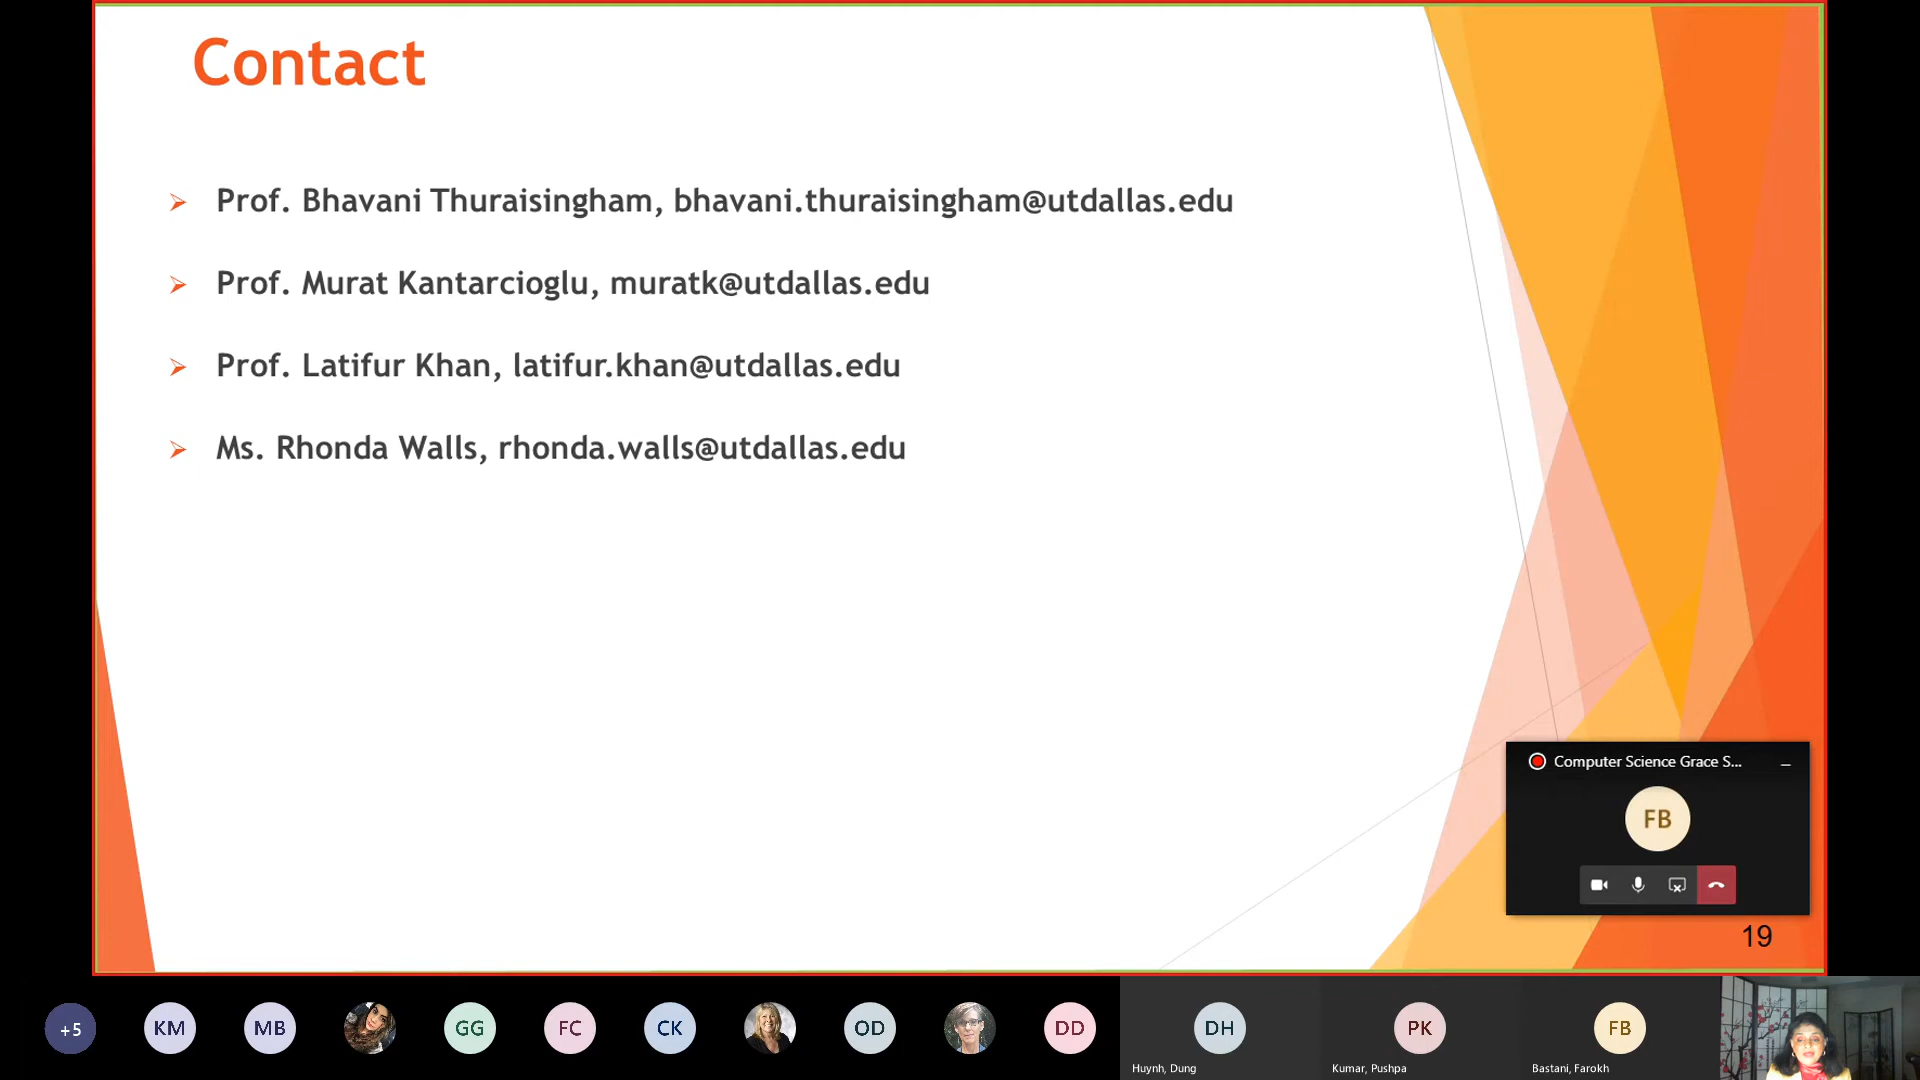 Contact
Prof. Bhavani Thuraisingham, bhavani.thuraisingham@utdallas.edu
Prof. Murat Kantarcioglu, muratk@utdallas.edu
Prof. Latifur Khan, latifur.khan@utdallas.edu
Ms. Rhonda Walls, rhonda.walls@utdallas.edu
Computer Science Grace S...
FB
19
+5
KM
MB
GG
FC
CK
OD
DD
DH
PK
FB
Huynh, Dung
Kumar, Pushpa
Bastani, Farokh